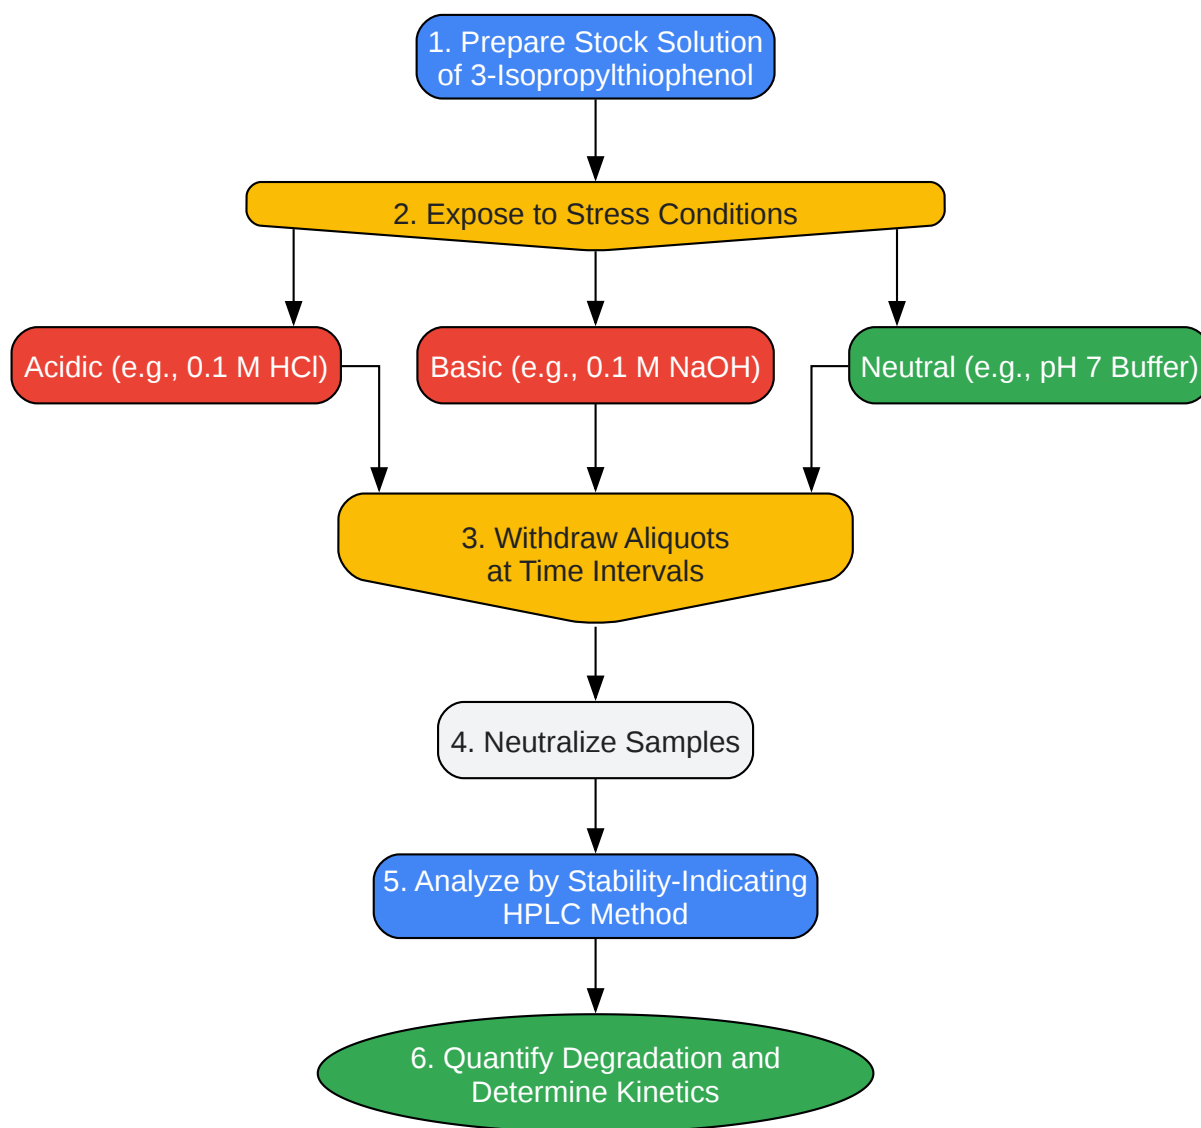 1. Prepare Stock Solution
of 3-Isopropylthiophenol
2. Expose to Stress Conditions
Acidic (e.g., 0.1 M HCl)
Basic (e.g., 0.1 M NaOH)
Neutral (e.g., pH 7 Buffer)
3. Withdraw Aliquots
at Time Intervals
4. Neutralize Samples
5. Analyze by Stability-Indicating
HPLC Method
6. Quantify Degradation and
Determine Kinetics